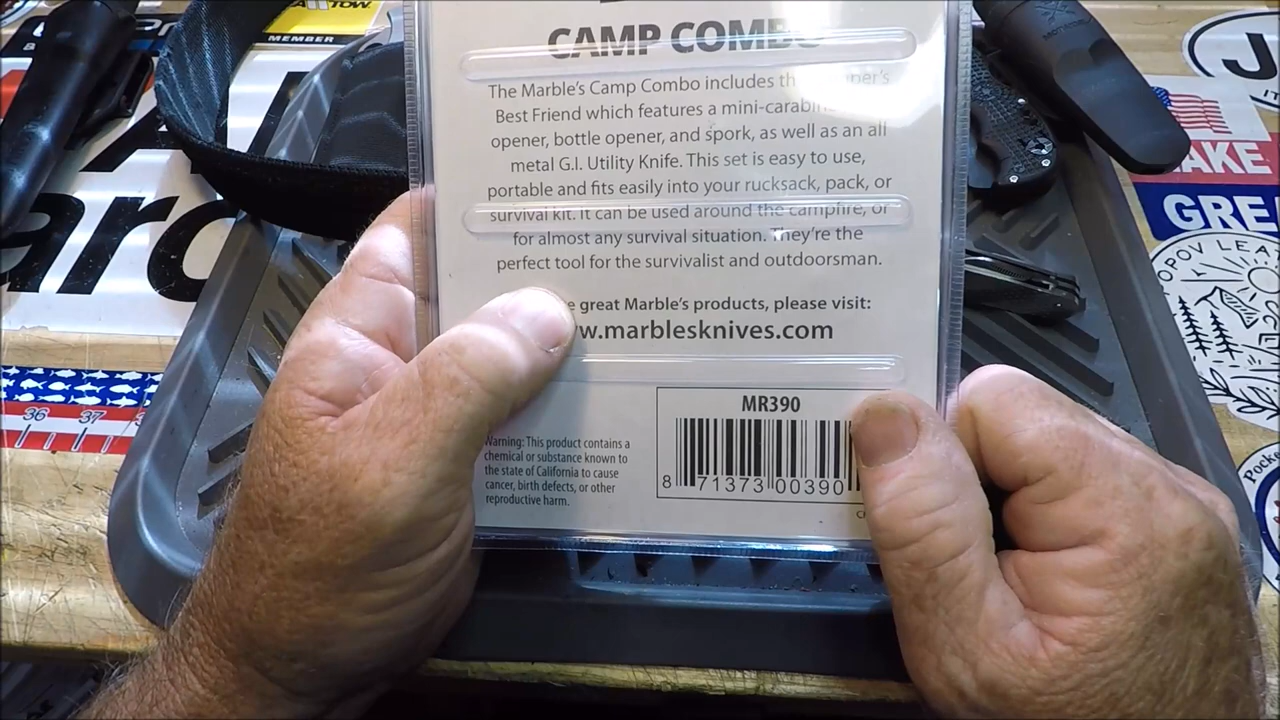 CAMP COMBO
The Marble's Camp Combo includes the
Best Friend which features a
opener, bottle opener, and spork, as well as an all
metal G.I. Utility Knife. This set is easy to use,
portable and fits easily into your rucksack, pack, or
survival kit. It can be used around the campfire, or
for almost any survival situation. They're the
perfect tool for the survivalist and outdoorsman.
great Marble's products, please visit:
w.marblesknives.com
MR390
8 71373 00390
Warning: This product contains a
chemical or substance known to
the state of California to cause
cancer, birth defects, or other
reproductive harm.
TOW
MEMBER
36 37